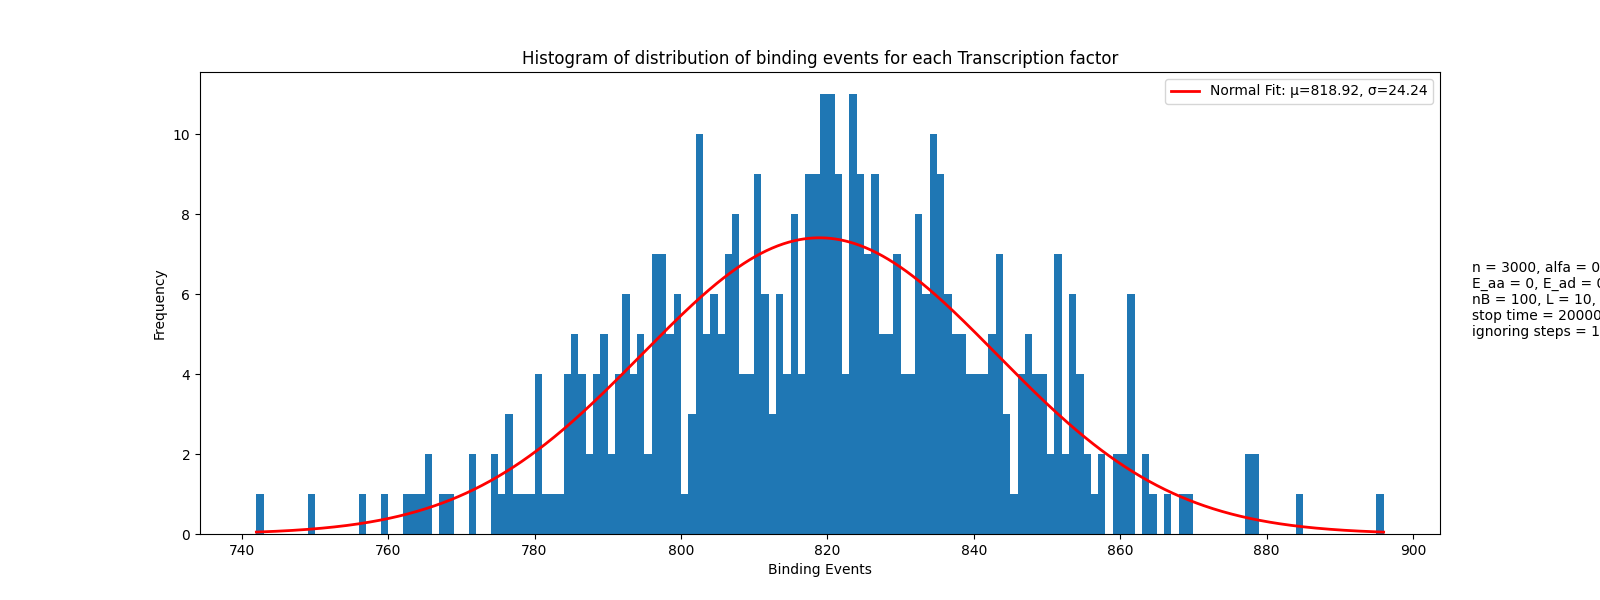 Histogram of distribution of binding events for each Transcription factor
Normal Fit: μ=818.92, σ=24.24
Frequency
10
8
6
4
2
0
740 760 780 800 820 840 860 880 900
Binding Events
n = 3000, alfa = 0
E_aa = 0, E_ad = 0
nB = 100, L = 10,
stop time = 20000
ignoring steps = 1